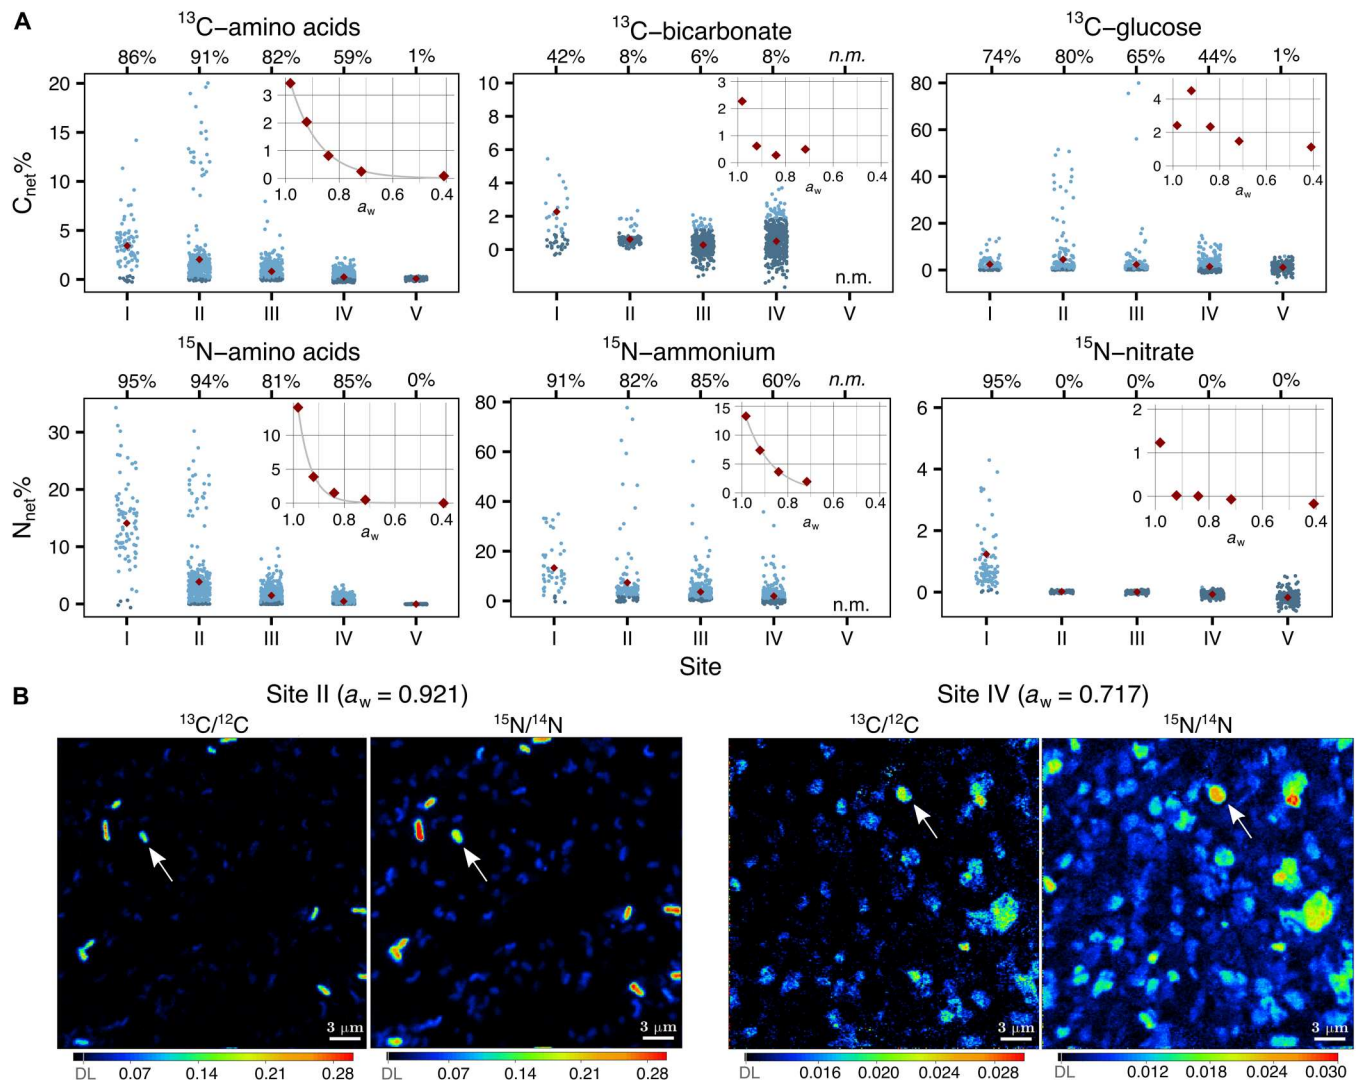 A
¹³C–amino acids
¹³C–bicarbonate
¹³C–glucose
86% 91% 82% 59% 1%
42% 8% 6% 8% n.m.
74% 80% 65% 44% 1%
C_net%
20
15
10
5
0
3
2
1
0
1.0 0.8 0.6 0.4
a_w
I II III IV V
10
8
6
4
2
0
3
2
1
0
1.0 0.8 0.6 0.4
a_w
n.m.
I II III IV V
80
60
40
20
0
4
2
0
1.0 0.8 0.6 0.4
a_w
I II III IV V
¹⁵N–amino acids
¹⁵N–ammonium
¹⁵N–nitrate
95% 94% 81% 85% 0%
91% 82% 85% 60% n.m.
95% 0% 0% 0% 0%
N_net%
30
20
10
0
10
5
0
1.0 0.8 0.6 0.4
a_w
I II III IV V
80
60
40
20
0
15
10
5
0
1.0 0.8 0.6 0.4
a_w
n.m.
I II III IV V
6
4
2
0
2
1
0
1.0 0.8 0.6 0.4
a_w
I II III IV V
Site
B
Site II (a_w = 0.921)
Site IV (a_w = 0.717)
¹³C/¹²C
¹⁵N/¹⁴N
¹³C/¹²C
¹⁵N/¹⁴N
3 μm
3 μm
3 μm
3 μm
DL 0.07 0.14 0.21 0.28
DL 0.07 0.14 0.21 0.28
DL 0.016 0.020 0.024 0.028
DL 0.012 0.018 0.024 0.030